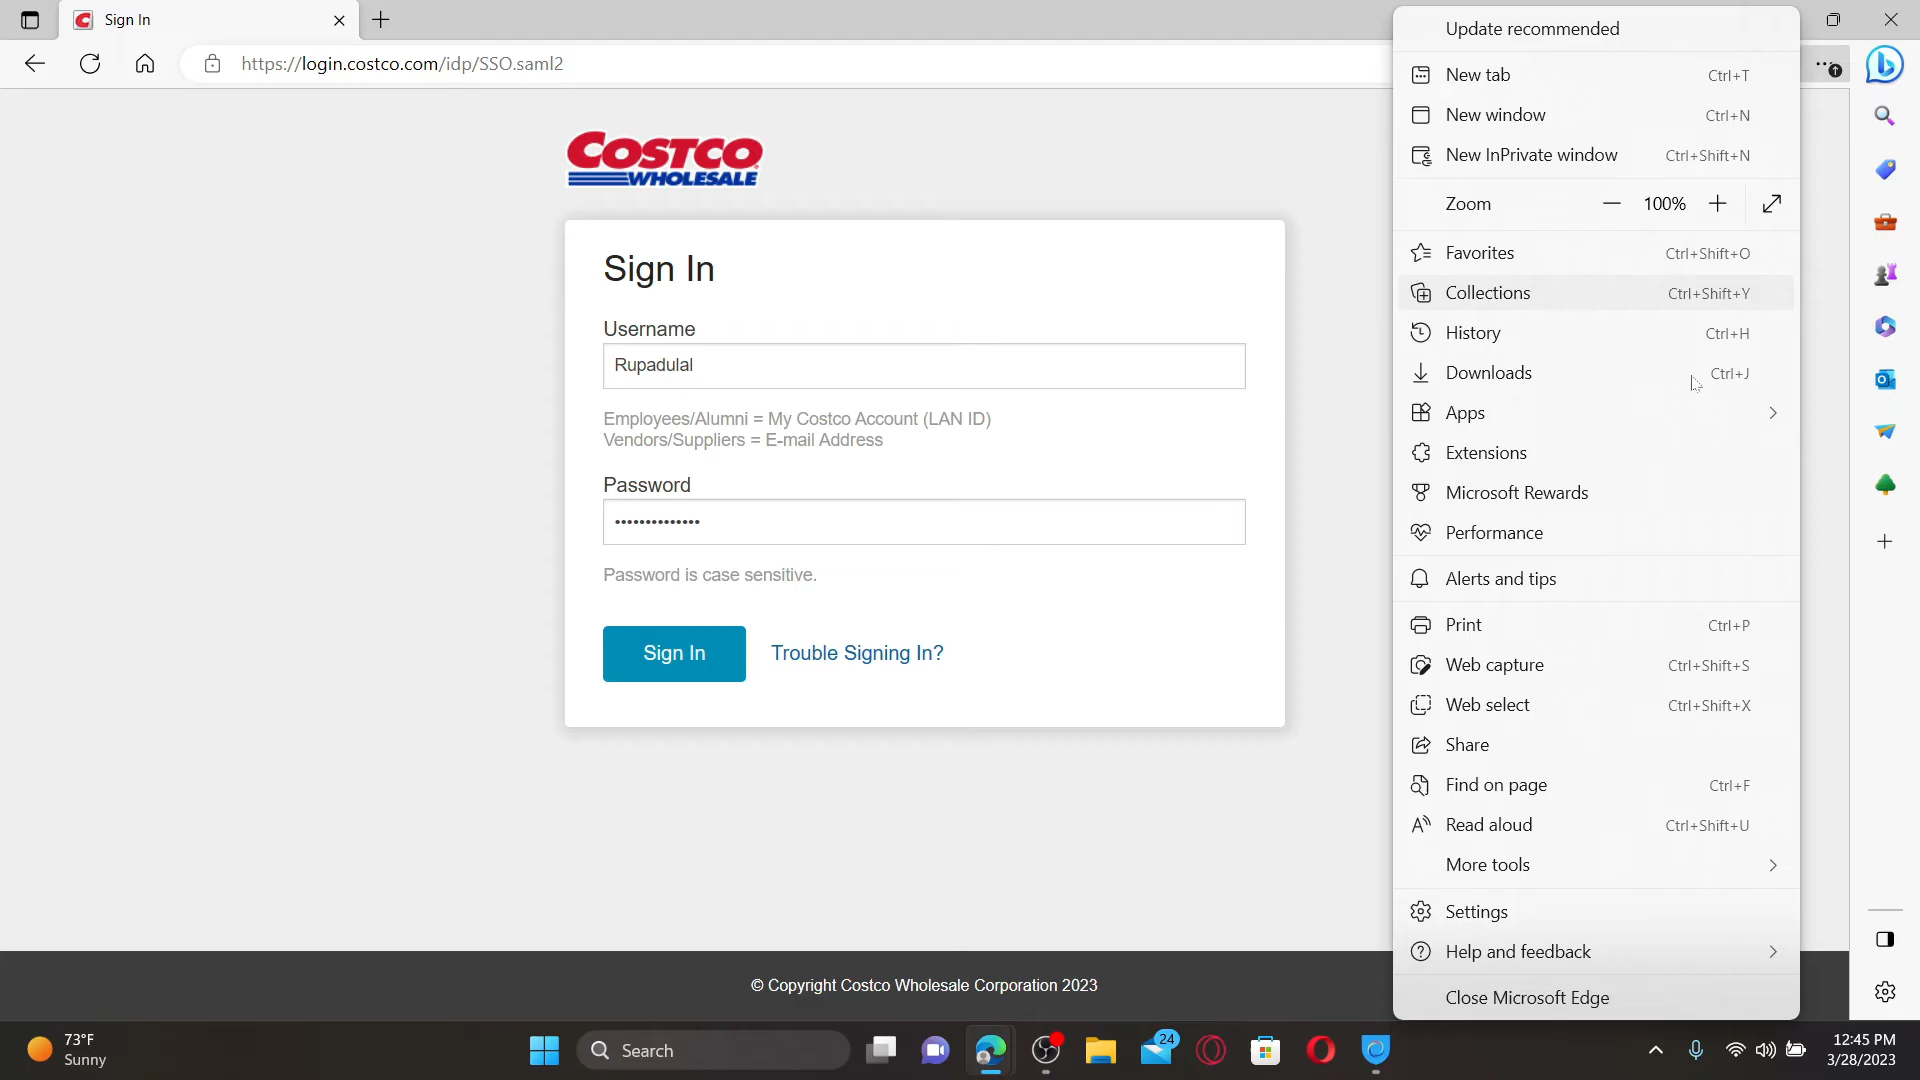 Sign In
https://login.costco.com/idp/SSO.saml2
COSTCO
WHOLESALE
Sign In
Username
Rupadulal
Employees/Alumni = My Costco Account (LAN ID)
Vendors/Suppliers = E-mail Address
Password
••••••••••••••
Password is case sensitive.
Sign In
Trouble Signing In?
© Copyright Costco Wholesale Corporation 2023
Update recommended
New tab Ctrl+T
New window Ctrl+N
New InPrivate window Ctrl+Shift+N
Zoom — 100% +
Favorites Ctrl+Shift+O
Collections Ctrl+Shift+Y
History Ctrl+H
Downloads Ctrl+J
Apps
Extensions
Microsoft Rewards
Performance
Alerts and tips
Print Ctrl+P
Web capture Ctrl+Shift+S
Web select Ctrl+Shift+X
Share
Find on page Ctrl+F
Read aloud Ctrl+Shift+U
More tools
Settings
Help and feedback
Close Microsoft Edge
73°F
Sunny
Search
24
12:45 PM
3/28/2023